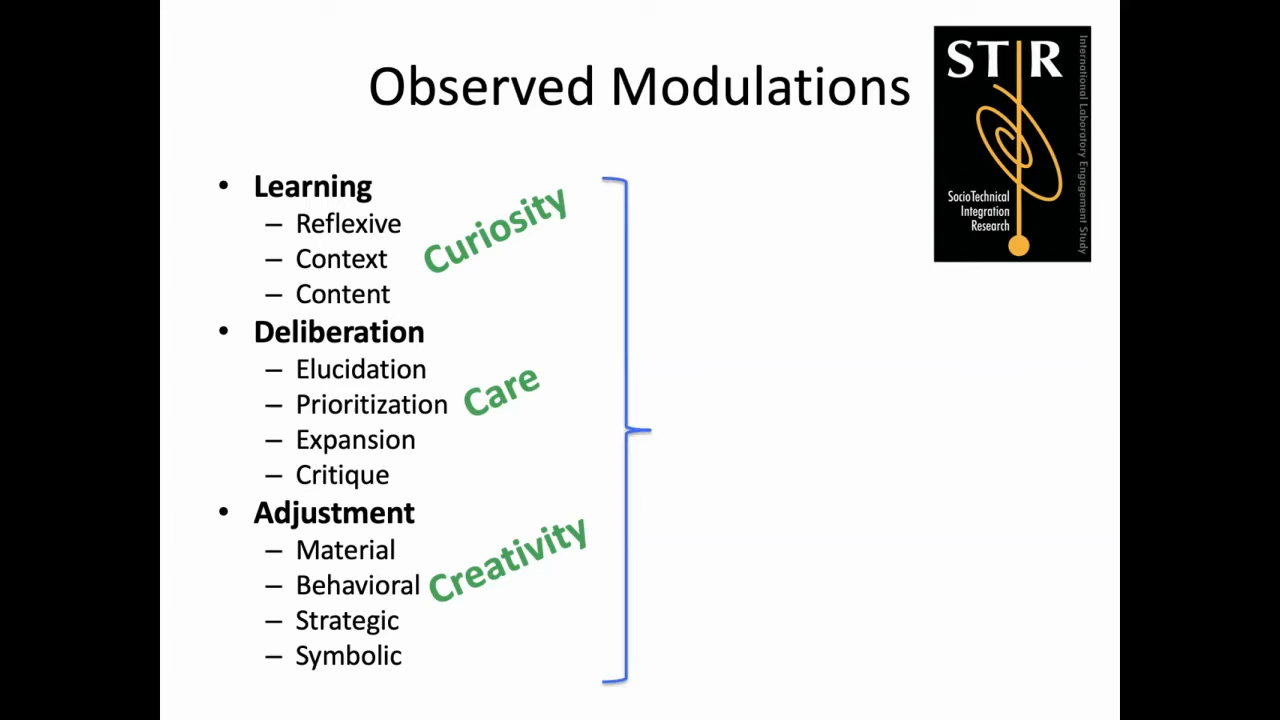 Observed Modulations
STIR
International Laboratory Engagement Study
SocioTechnical
Integration
Research
• Learning
– Reflexive
– Context
– Content
Curiosity
• Deliberation
– Elucidation
– Prioritization
– Expansion
– Critique
Care
• Adjustment
– Material
– Behavioral
– Strategic
– Symbolic
Creativity